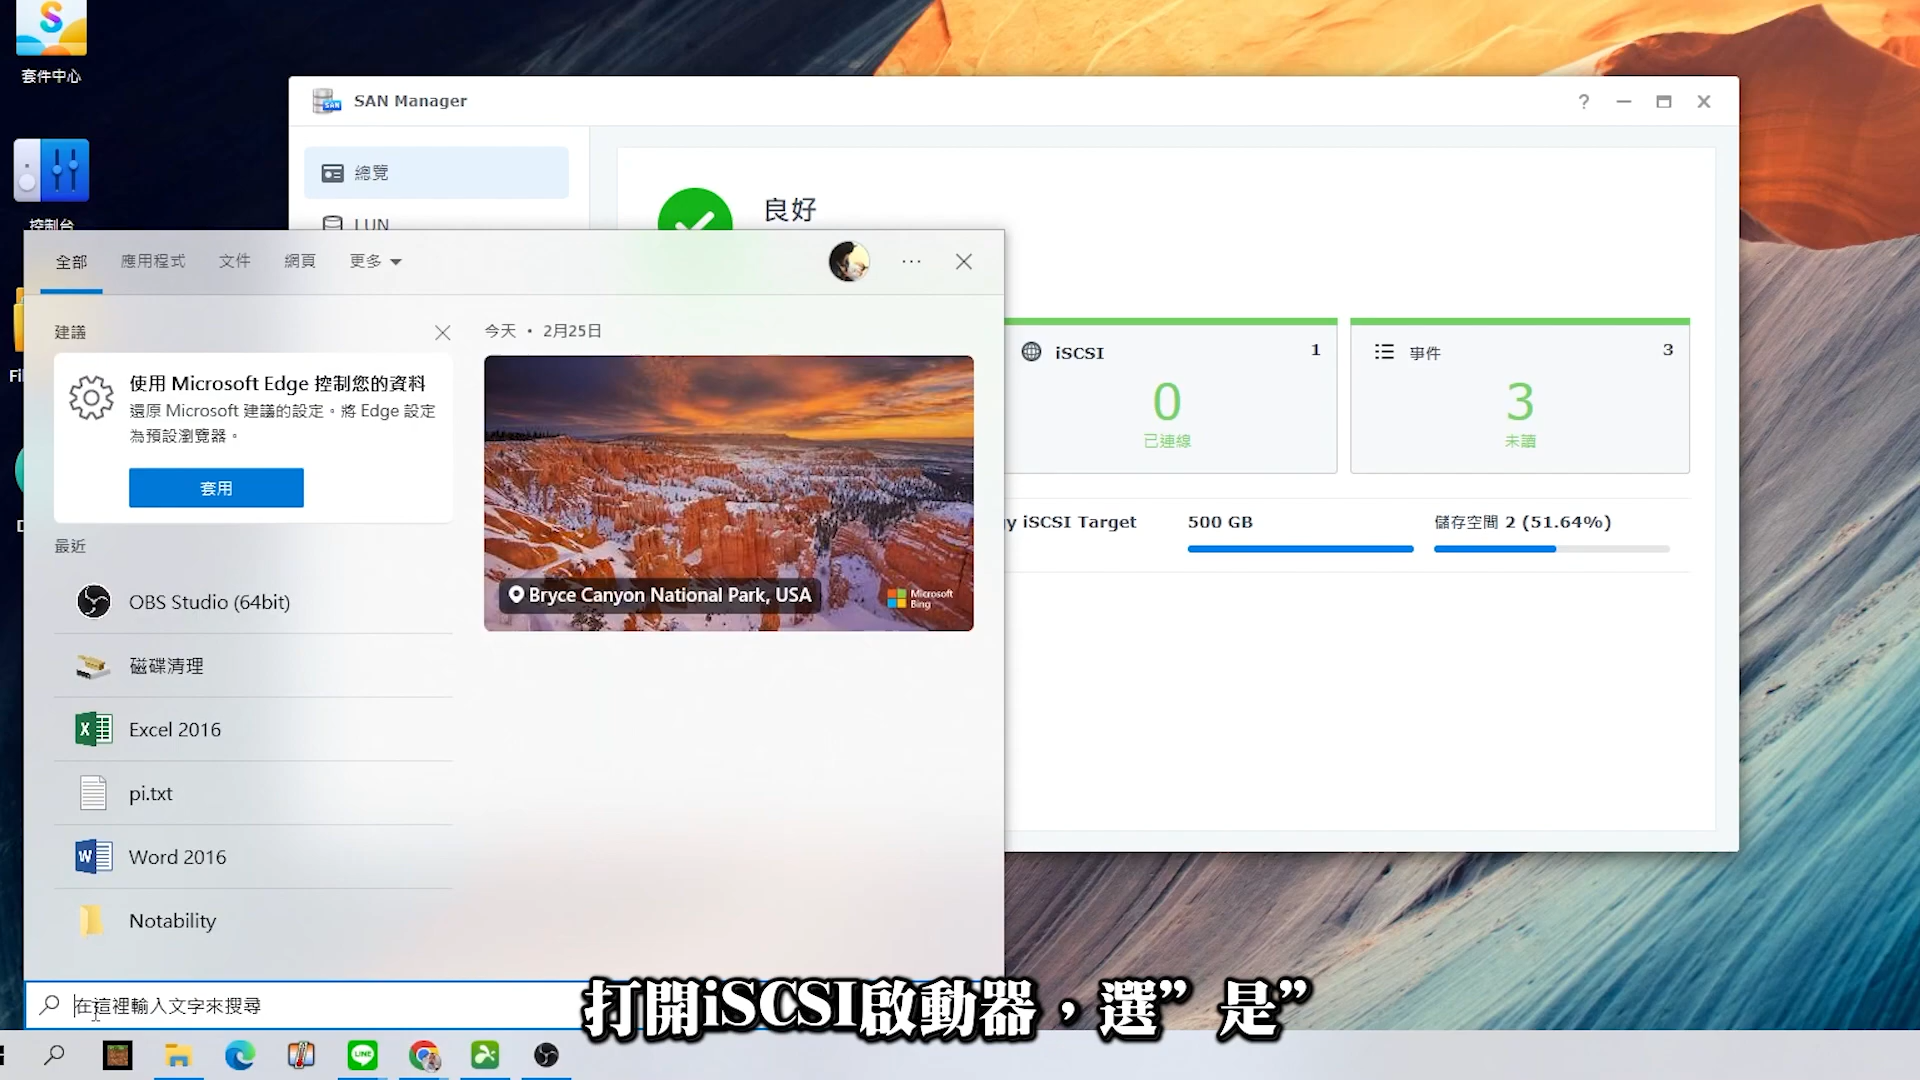 套件中心
控制台
SAN Manager
?
總覽
LUN
良好
全部
應用程式
文件
網頁
更多
建議
今天 • 2月25日
使用 Microsoft Edge 控制您的資料
還原 Microsoft 建議的設定。將 Edge 設定
為預設瀏覽器。
套用
Bryce Canyon National Park, USA
Microsoft
Bing
iSCSI
1
0
已連線
事件
3
3
未讀
y iSCSI Target
500 GB
儲存空間 2 (51.64%)
最近
OBS Studio (64bit)
磁碟清理
Excel 2016
pi.txt
Word 2016
Notability
在這裡輸入文字來搜尋
打開iSCSI啟動器，選”是”
LINE